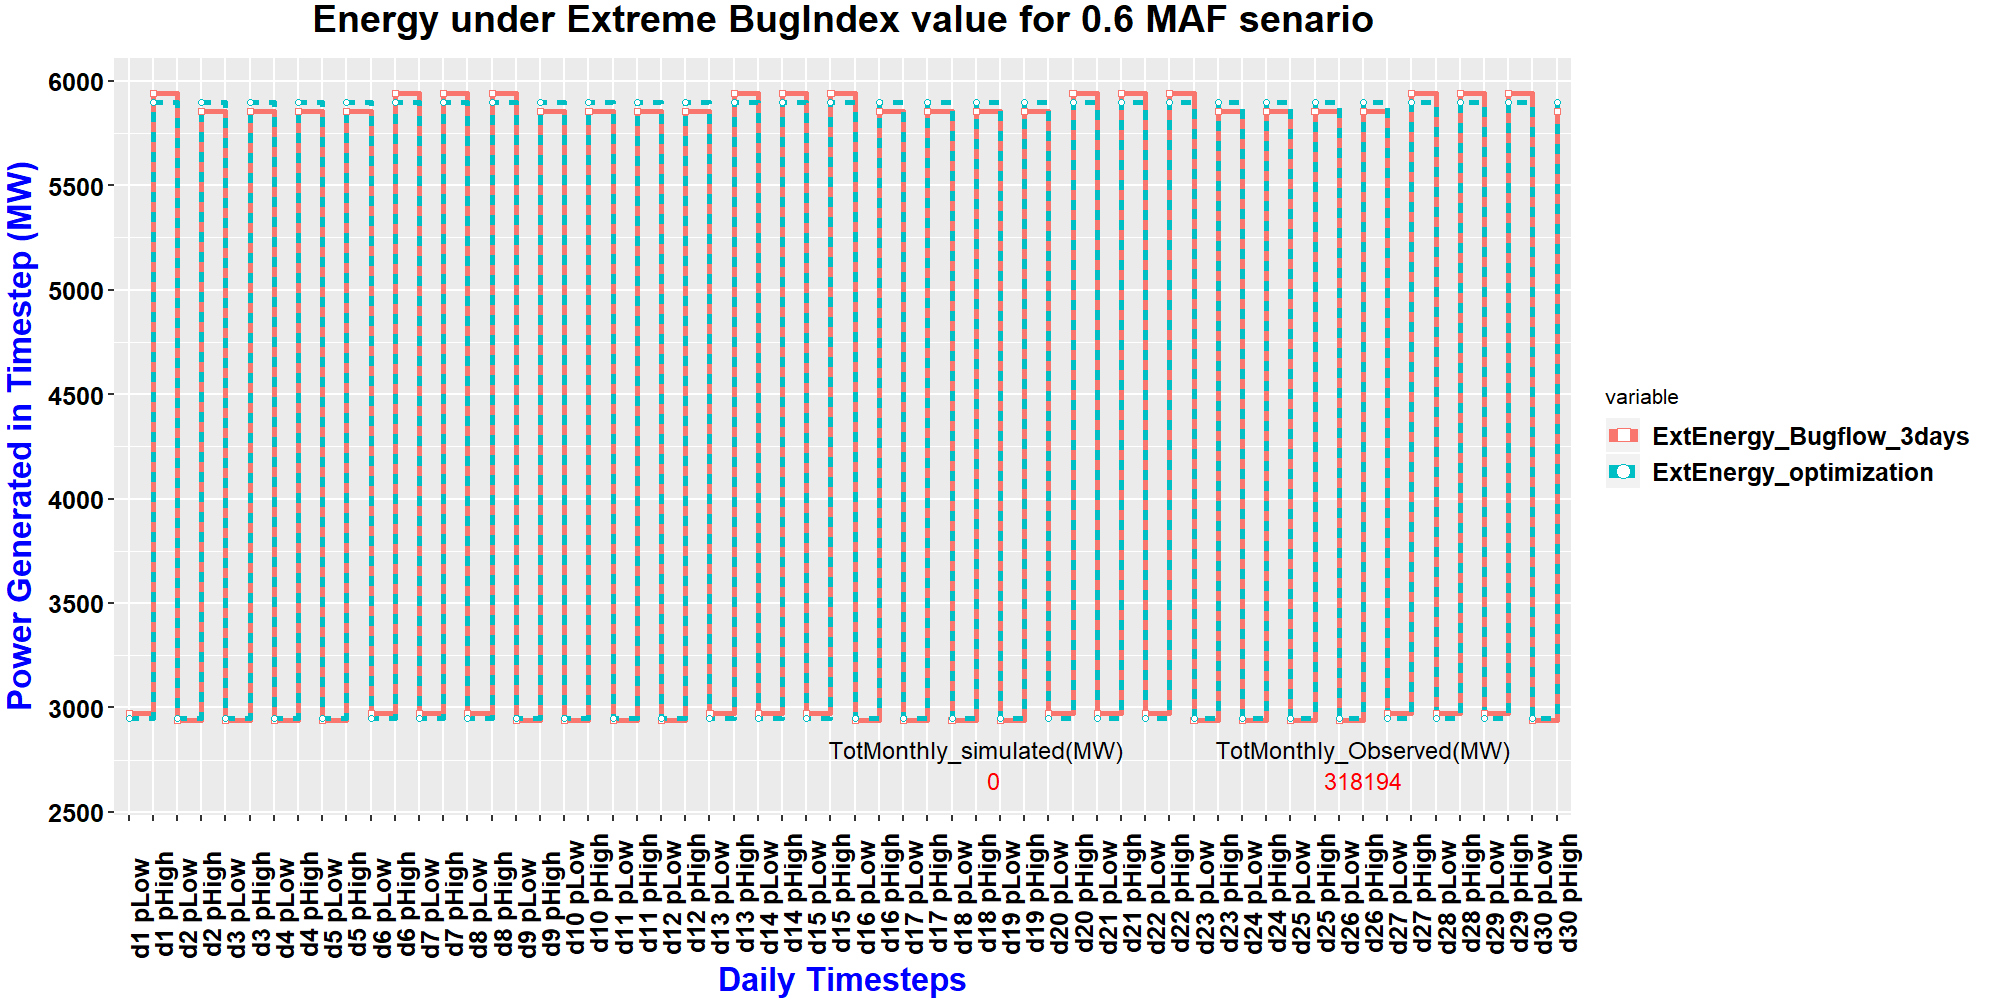 Energy under Extreme BugIndex value for 0.6 MAF senario
Power Generated in Timestep (MW)
6000
5500
5000
4500
4000
3500
3000
2500
TotMonthly_simulated(MW)
0
TotMonthly_Observed(MW)
318194
d1 pLow
d1 pHigh
d2 pLow
d2 pHigh
d3 pLow
d3 pHigh
d4 pLow
d4 pHigh
d5 pLow
d5 pHigh
d6 pLow
d6 pHigh
d7 pLow
d7 pHigh
d8 pLow
d8 pHigh
d9 pLow
d9 pHigh
d10 pLow
d10 pHigh
d11 pLow
d11 pHigh
d12 pLow
d12 pHigh
d13 pLow
d13 pHigh
d14 pLow
d14 pHigh
d15 pLow
d15 pHigh
d16 pLow
d16 pHigh
d17 pLow
d17 pHigh
d18 pLow
d18 pHigh
d19 pLow
d19 pHigh
d20 pLow
d20 pHigh
d21 pLow
d21 pHigh
d22 pLow
d22 pHigh
d23 pLow
d23 pHigh
d24 pLow
d24 pHigh
d25 pLow
d25 pHigh
d26 pLow
d26 pHigh
d27 pLow
d27 pHigh
d28 pLow
d28 pHigh
d29 pLow
d29 pHigh
d30 pLow
d30 pHigh
Daily Timesteps
variable
ExtEnergy_Bugflow_3days
ExtEnergy_optimization